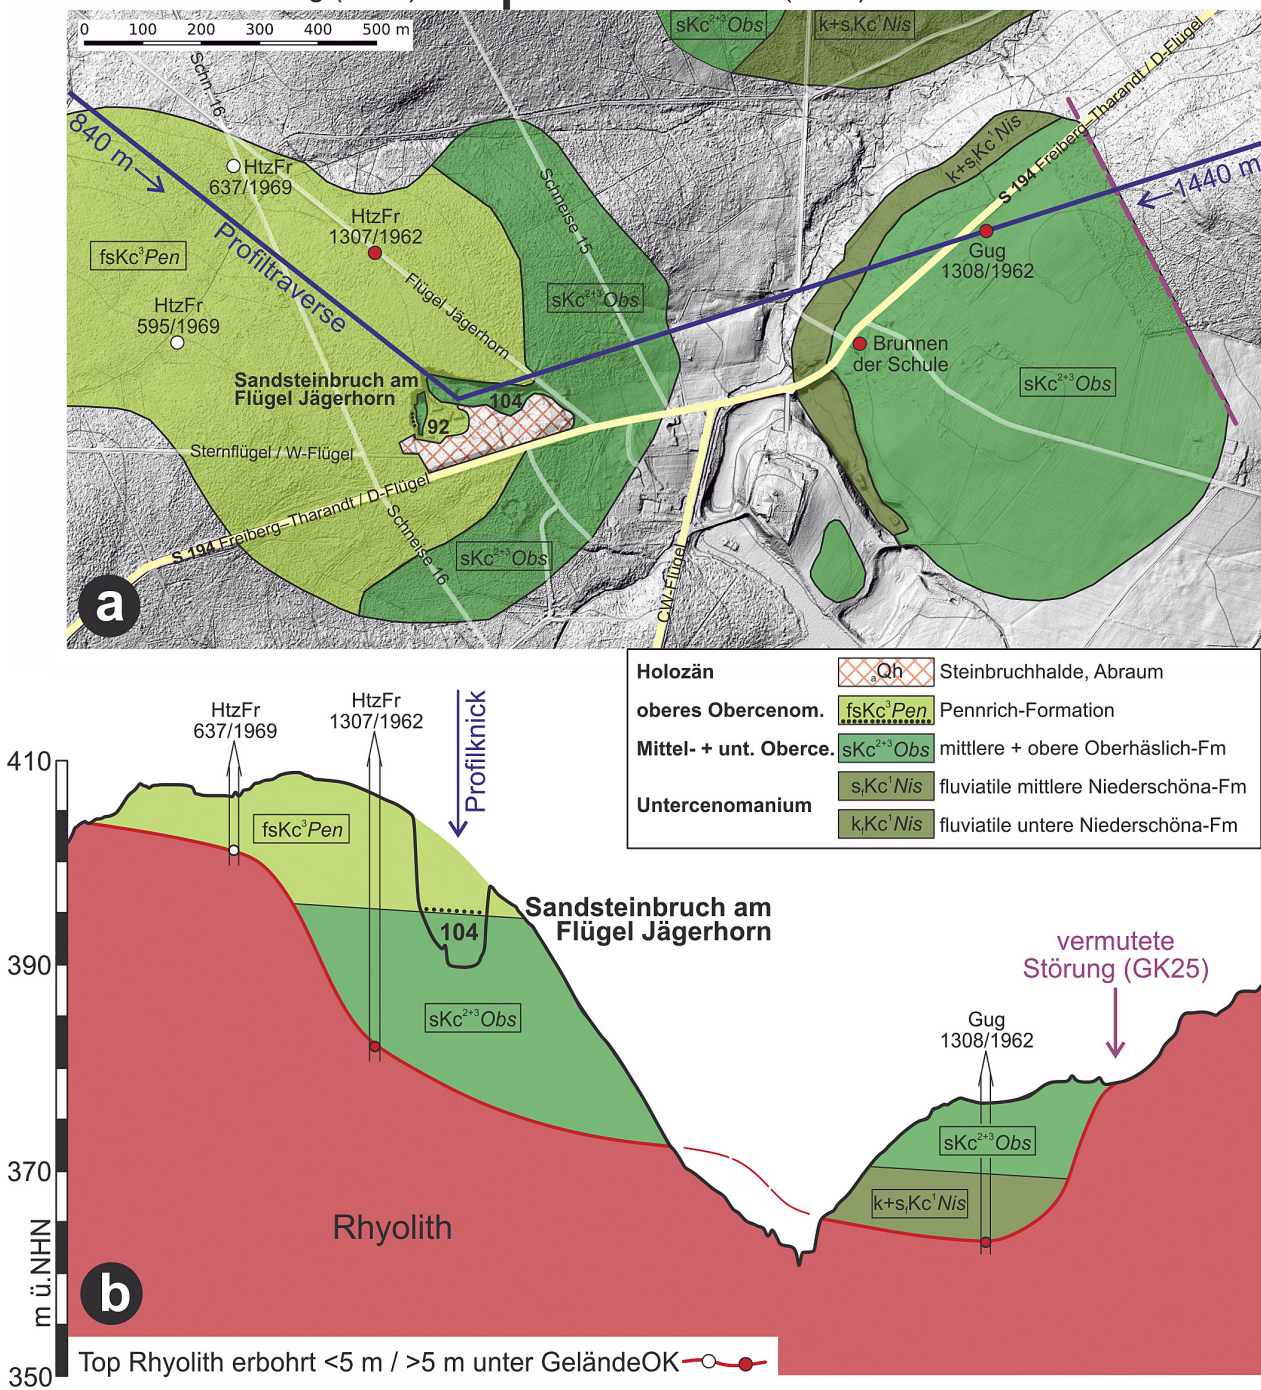 0 100 200 300 400 500 m
sKc2+3Obs
k+sfKc1Nis
Schn. 16
840 m
HtzFr
637/1969
HtzFr
1307/1962
fsKc3Pen
Profiltraverse
HtzFr
595/1969
Flügel Jägerhorn
Schneise 15
sKc2+3Obs
k+sfKc1Nis
S 194 Freiberg–Tharandt / D-Flügel
1440 m
Gug
1308/1962
Brunnen
der Schule
sKc2+3Obs
Sandsteinbruch am
Flügel Jägerhorn
104
92
Sternflügel / W-Flügel
S 194 Freiberg–Tharandt / D-Flügel
Schneise 16
sKc2+3Obs
CW-Flügel
a
Holozän aQh Steinbruchhalde, Abraum
oberes Obercenom. fsKc3Pen Pennrich-Formation
Mittel- + unt. Oberce. sKc2+3Obs mittlere + obere Oberhäslich-Fm
Untercenomanium
sfKc1Nis fluviatile mittlere Niederschöna-Fm
kfKc1Nis fluviatile untere Niederschöna-Fm
HtzFr
637/1969
HtzFr
1307/1962
Profilknick
410
fsKc3Pen
Sandsteinbruch am
Flügel Jägerhorn
104
390
sKc2+3Obs
vermutete
Störung (GK25)
Gug
1308/1962
sKc2+3Obs
370
k+sfKc1Nis
Rhyolith
m ü.NHN
b
350
Top Rhyolith erbohrt <5 m / >5 m unter GeländeOK